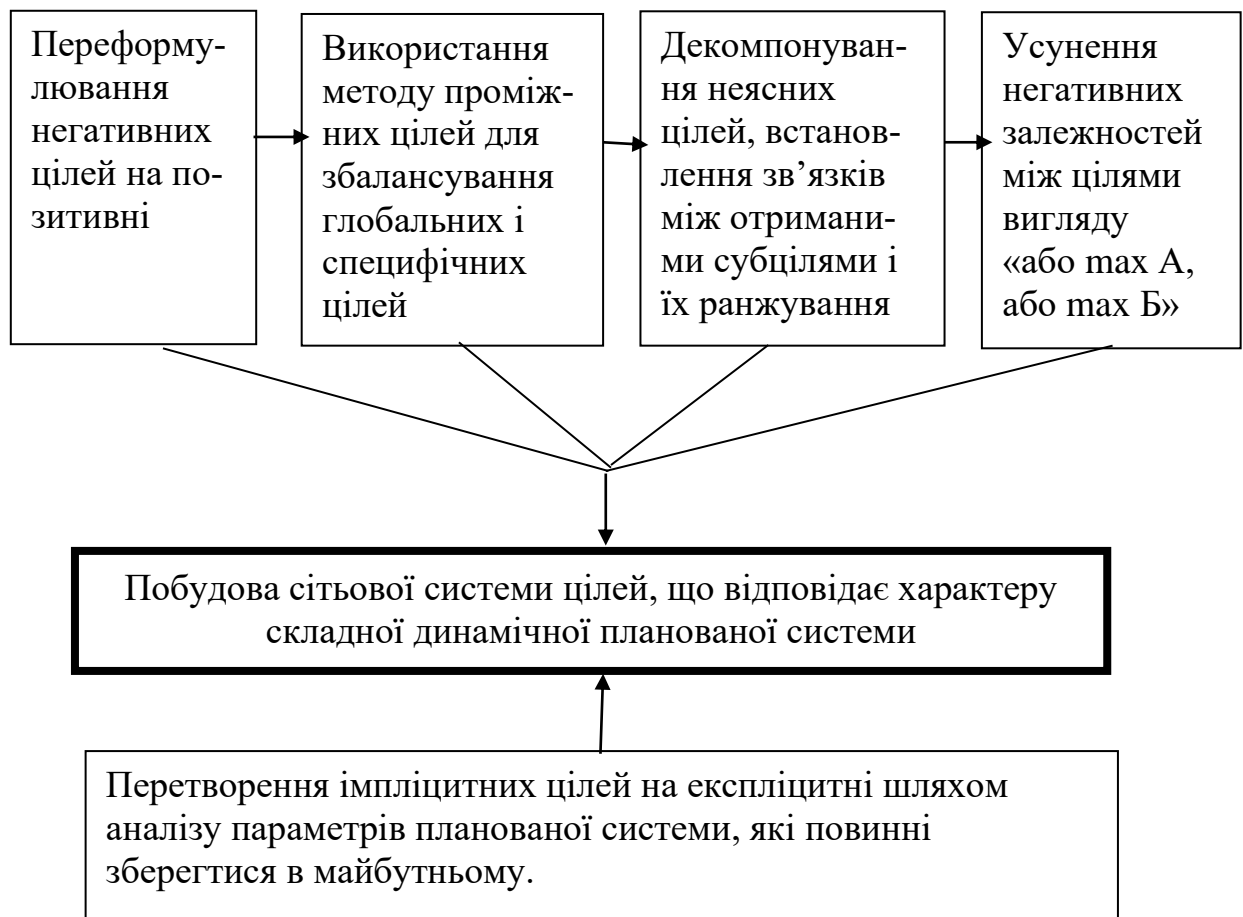 Переформу-
лювання
негативних
цілей на по-
зитивні
Використання
методу проміж-
них цілей для
збалансування
глобальних і
специфічних
цілей
Декомпонуван-
ня неясних
цілей, встанов-
лення зв’язків
між отримани-
ми субцілями і
їх ранжування
Усунення
негативних
залежностей
між цілями
вигляду
«або max А,
або max Б»
Побудова сітьової системи цілей, що відповідає характеру
складної динамічної планованої системи
Перетворення імпліцитних цілей на експліцитні шляхом
аналізу параметрів планованої системи, які повинні
зберегтися в майбутньому.